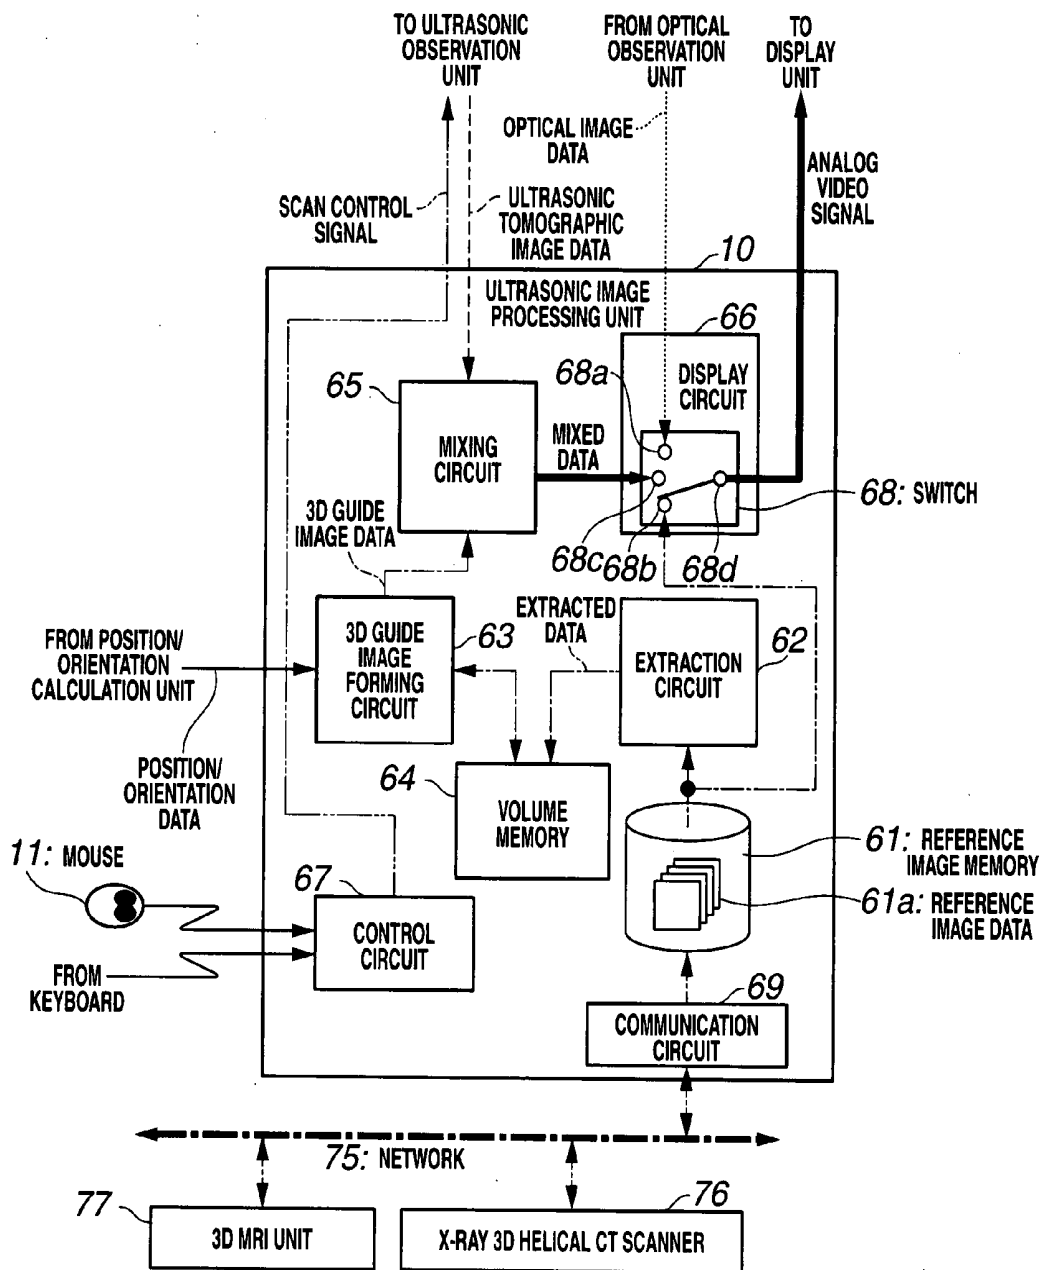 TO ULTRASONIC
OBSERVATION
UNIT
FROM OPTICAL
OBSERVATION
UNIT
TO
DISPLAY
UNIT
OPTICAL IMAGE
DATA
ANALOG
VIDEO
SIGNAL
SCAN CONTROL
SIGNAL
ULTRASONIC
TOMOGRAPHIC
IMAGE DATA
10
ULTRASONIC IMAGE
PROCESSING UNIT
66
65
68a
DISPLAY
CIRCUIT
MIXING
CIRCUIT
MIXED
DATA
68: SWITCH
3D GUIDE
IMAGE DATA
68c
68b
68d
FROM POSITION/
ORIENTATION
CALCULATION UNIT
3D GUIDE
IMAGE
FORMING
CIRCUIT
63
EXTRACTED
DATA
EXTRACTION
CIRCUIT
62
POSITION/
ORIENTATION
DATA
64
VOLUME
MEMORY
11: MOUSE
61: REFERENCE
IMAGE MEMORY
61a: REFERENCE
IMAGE DATA
67
CONTROL
CIRCUIT
FROM
KEYBOARD
69
COMMUNICATION
CIRCUIT
75: NETWORK
77
3D MRI UNIT
76
X-RAY 3D HELICAL CT SCANNER